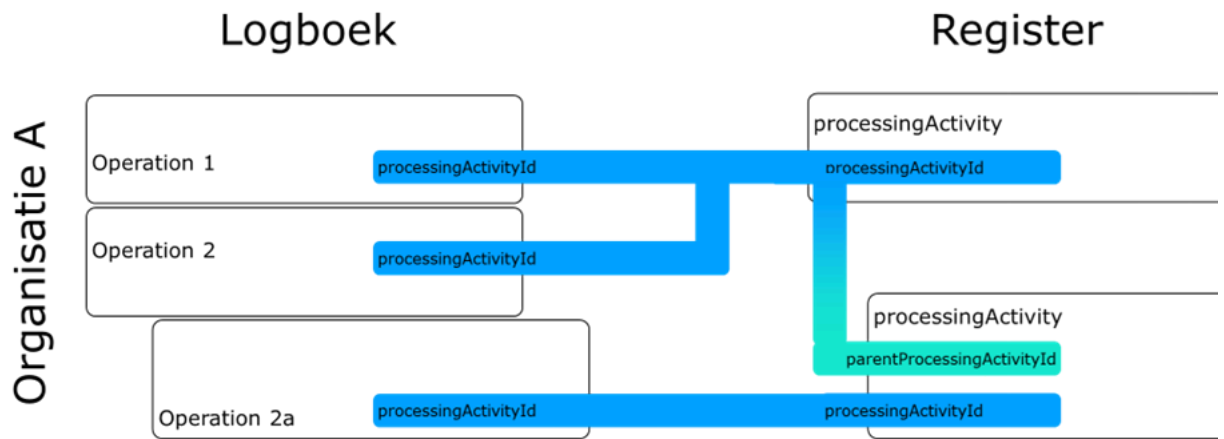 Logboek
Register
Organisatie A
processingActivity
Operation 1
processingActivityId
processingActivityId
Operation 2
processingActivityId
processingActivity
parentProcessingActivityId
Operation 2a
processingActivityId
processingActivityId